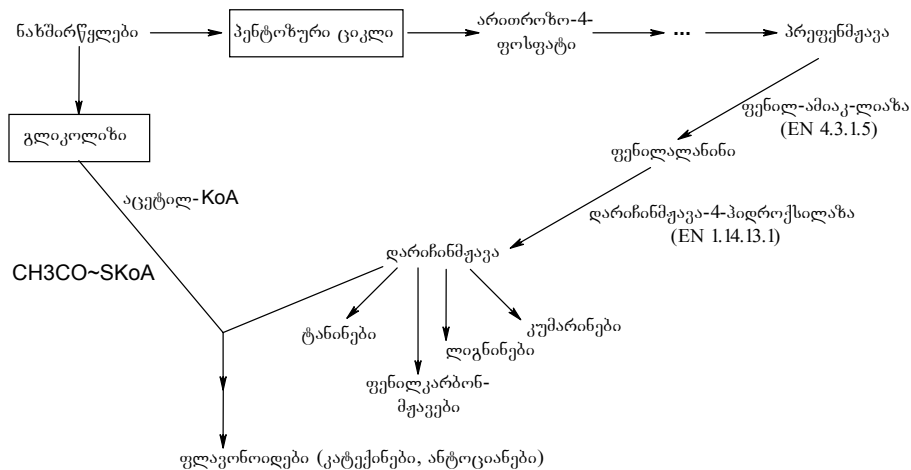 ნახშირწყლები
პენტოზური ციკლი
არითროზო-4-
ფოსფატი
...
პრეფენმჟავა
გლიკოლიზი
ფენილ-ამიაკ-ლიაზა
(EN 4.3.1.5)
ფენილალანინი
აცეტილ-KoA
დარიჩინმჟავა-4-ჰიდროქსილაზა
(EN 1.14.13.1)
დარიჩინმჟავა
CH3CO~SKoA
ტანინები
კუმარინები
ლიგნინები
ფენილკარბონ-
მჟავები
ფლავონოიდები (კატექინები, ანტოციანები)